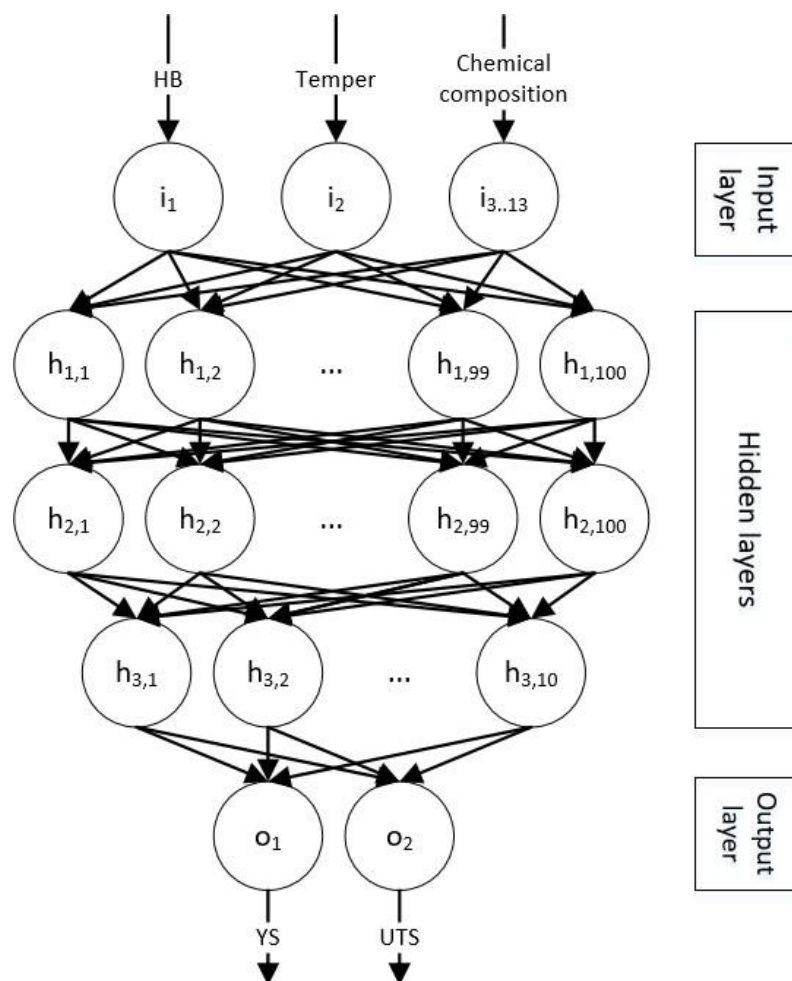 HB
Temper
Chemical
composition
i₁
i₂
i₃..₁₃
Input
layer
h₁,₁
h₁,₂
...
h₁,₉₉
h₁,₁₀₀
Hidden layers
h₂,₁
h₂,₂
...
h₂,₉₉
h₂,₁₀₀
h₃,₁
h₃,₂
...
h₃,₁₀
o₁
o₂
Output
layer
YS
UTS